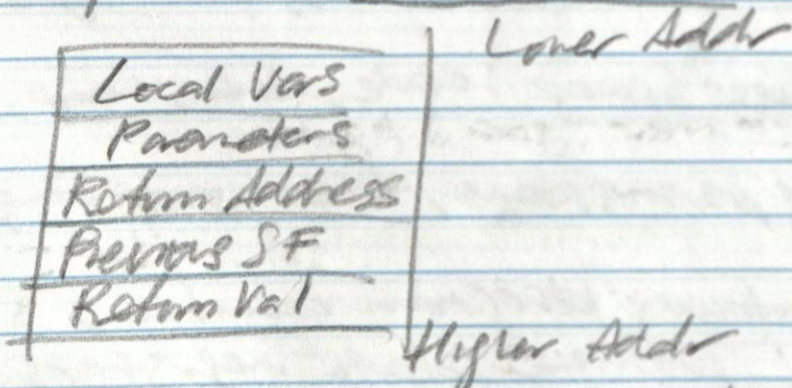 Lower Addr
Local Vars
Parameters
Return Address
Previous SF
Return Val
Higher Addr